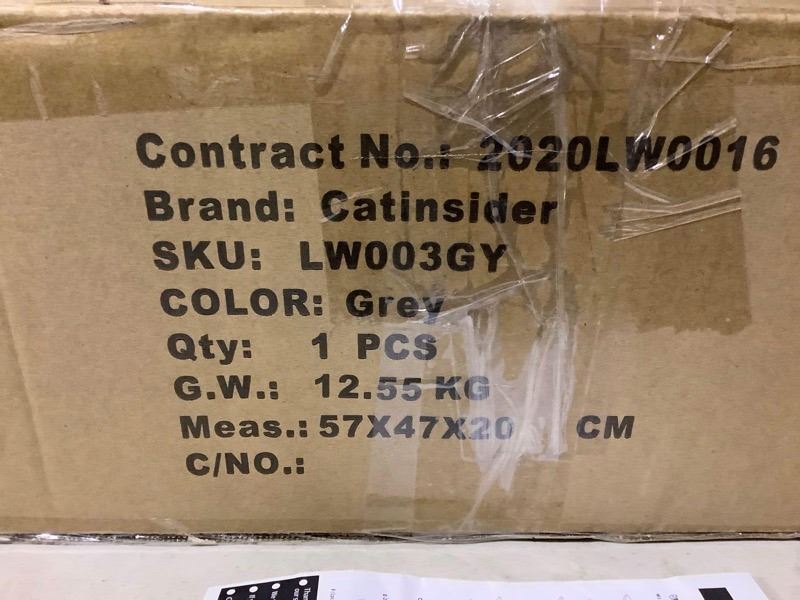 Contract No.: 2020LW0016
Brand: Catinsider
SKU: LW003GY
COLOR: Grey
Qty: 1 PCS
G.W.: 12.55 KG
Meas.: 57X47X20 CM
C/NO.: